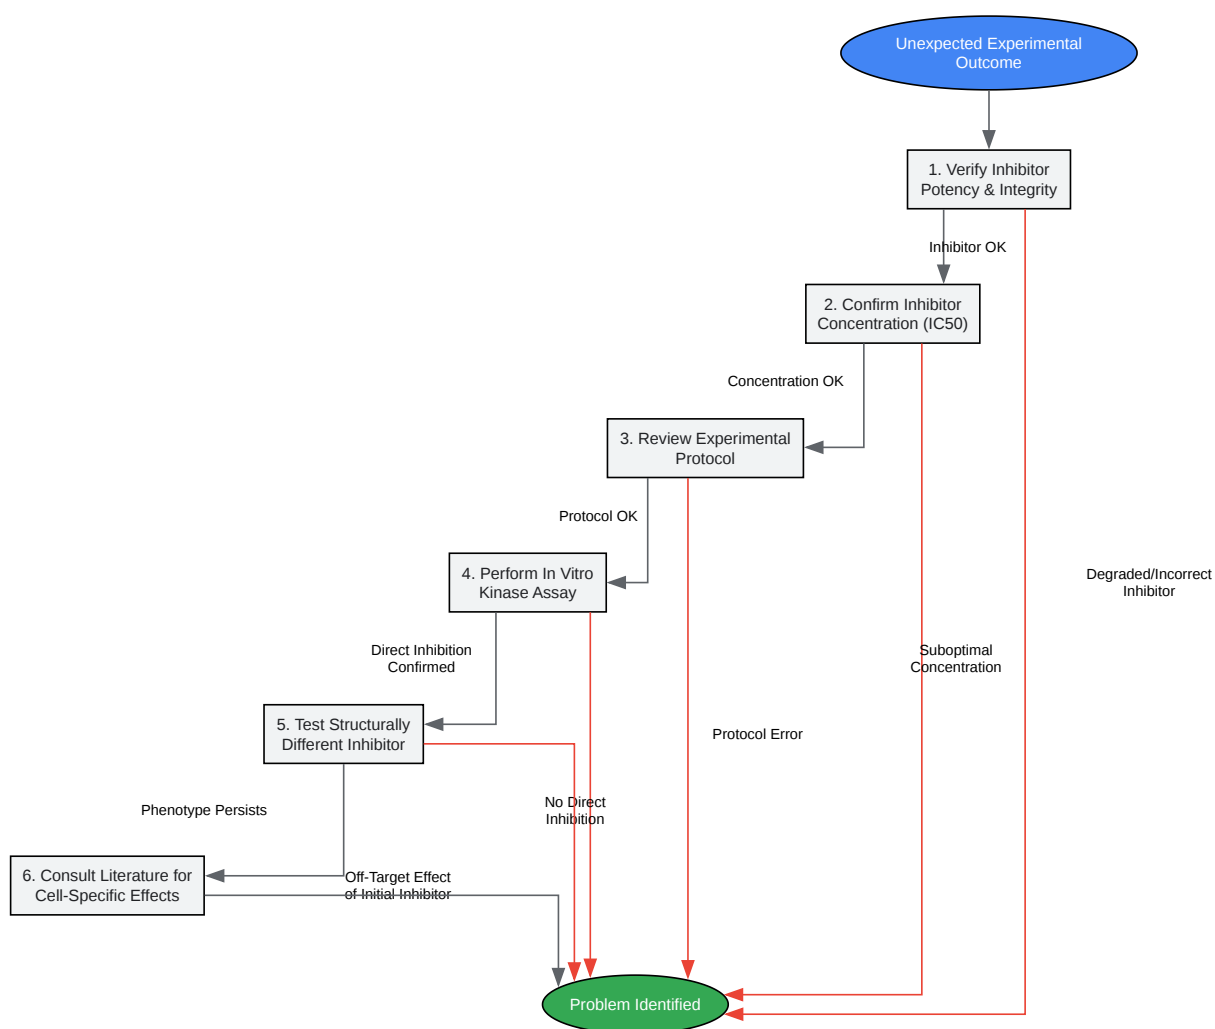 Unexpected Experimental
Outcome
1. Verify Inhibitor
Potency & Integrity
Inhibitor OK
2. Confirm Inhibitor
Concentration (IC50)
Concentration OK
3. Review Experimental
Protocol
Protocol OK
4. Perform In Vitro
Kinase Assay
Degraded/Incorrect
Inhibitor
Direct Inhibition
Confirmed
Suboptimal
Concentration
5. Test Structurally
Different Inhibitor
Protocol Error
Phenotype Persists
No Direct
Inhibition
6. Consult Literature for
Cell-Specific Effects
Off-Target Effect
of Initial Inhibitor
Problem Identified